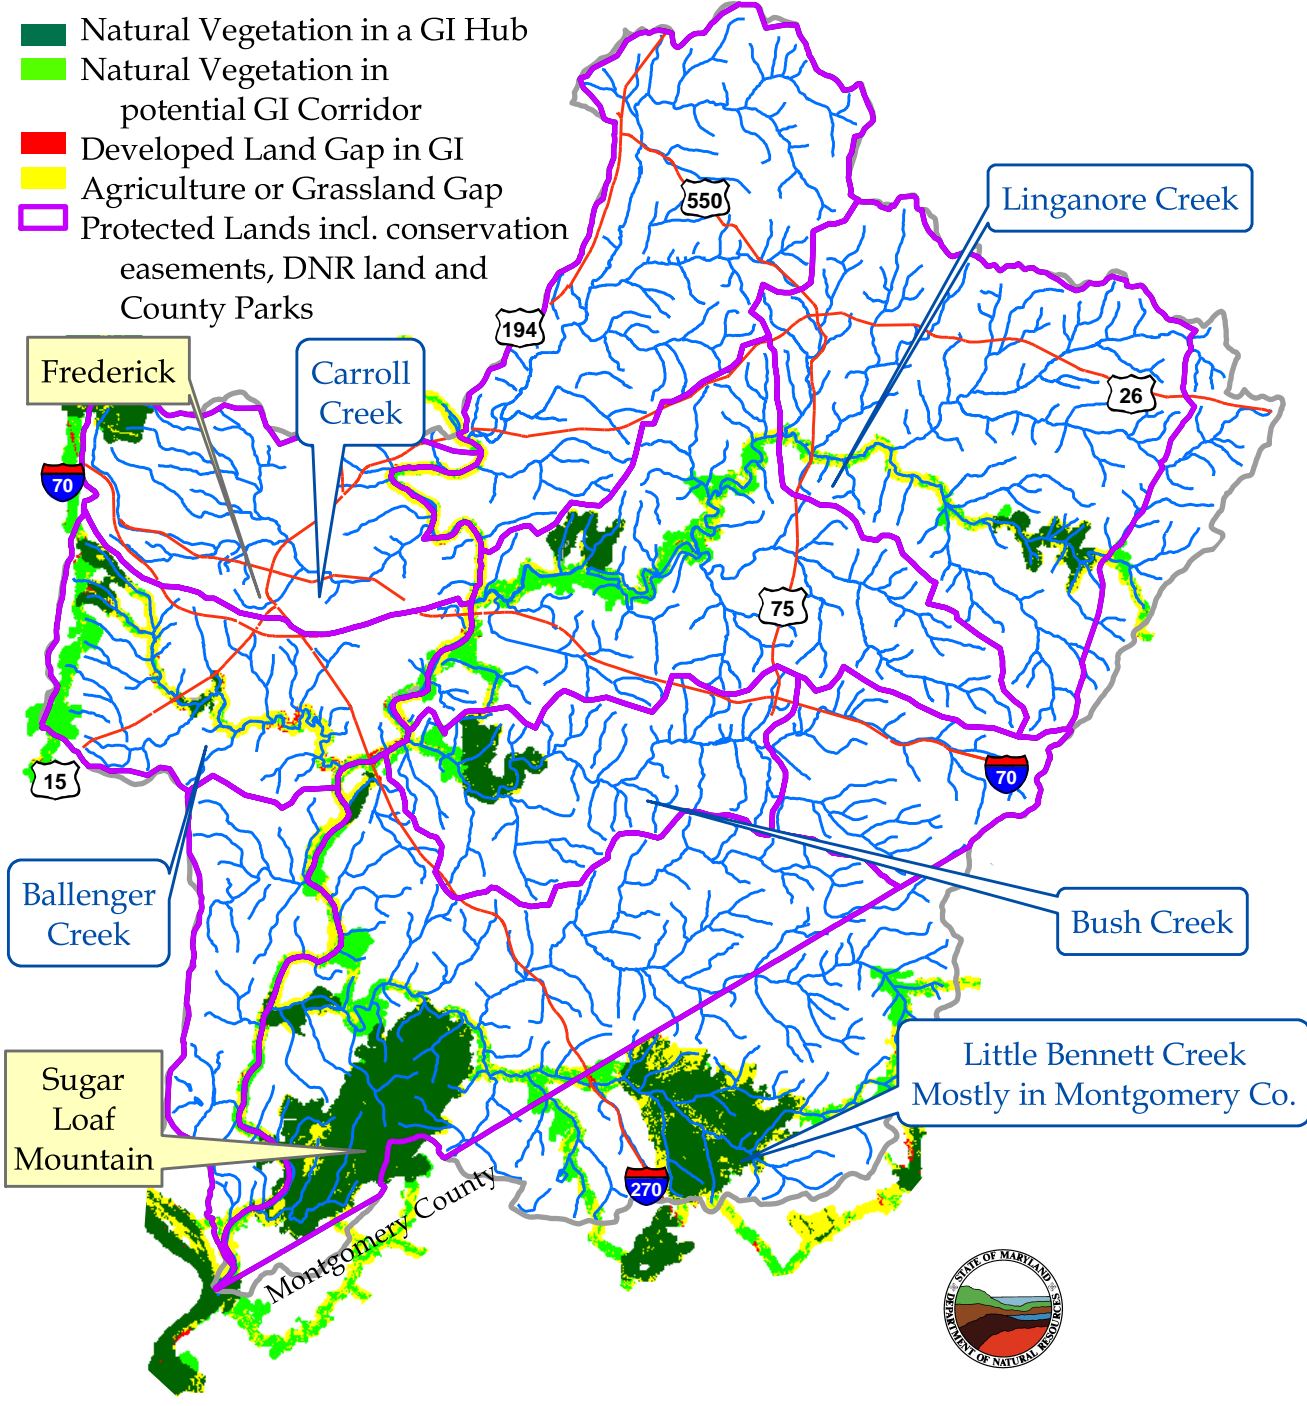 Natural Vegetation in a GI Hub
Natural Vegetation in
potential GI Corridor
Developed Land Gap in GI
Agriculture or Grassland Gap
Protected Lands incl. conservation
easements, DNR land and
County Parks
550
Linganore Creek
194
Frederick
Carroll
Creek
26
70
75
15
70
Ballenger
Creek
Bush Creek
Sugar
Loaf
Mountain
Little Bennett Creek
Mostly in Montgomery Co.
270
Montgomery County
STATE OF MARYLAND
DEPARTMENT OF NATURAL RESOURCES